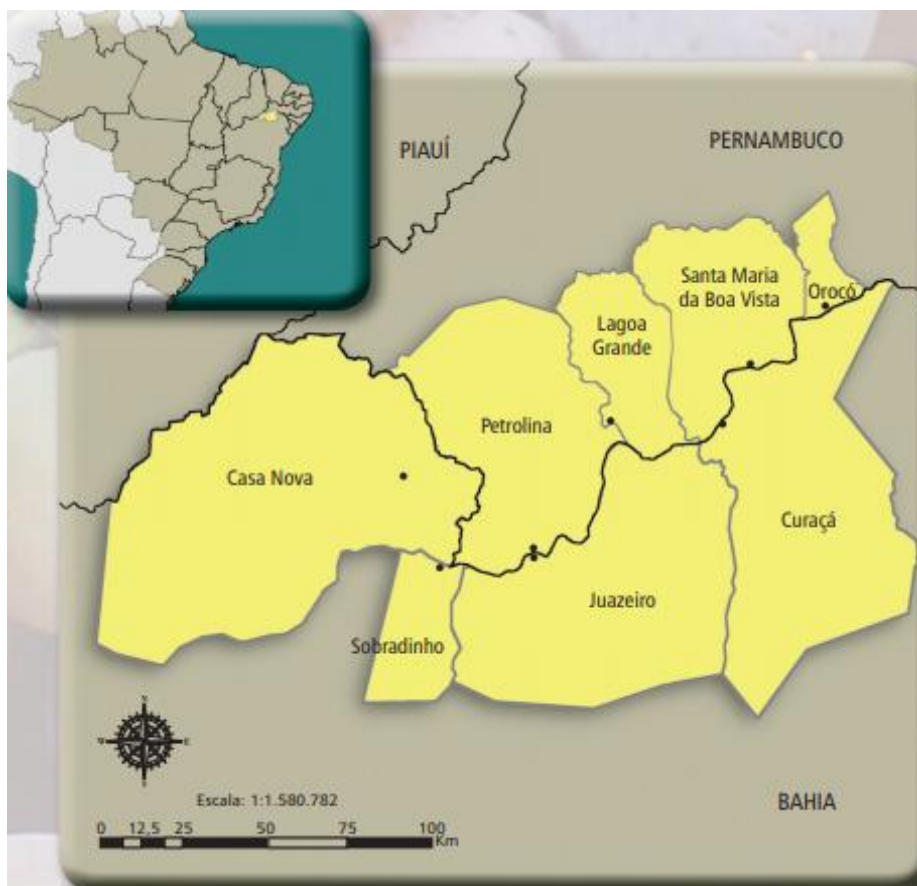 PIAUÍ
PERNAMBUCO
Santa Maria
da Boa Vista
Orocó
Lagoa
Grande
Petrolina
Casa Nova
Curaçá
Juazeiro
Sobradinho
N
W
E
S
Escala: 1:1.580.782
BAHIA
0 12,5 25 50 75 100
Km